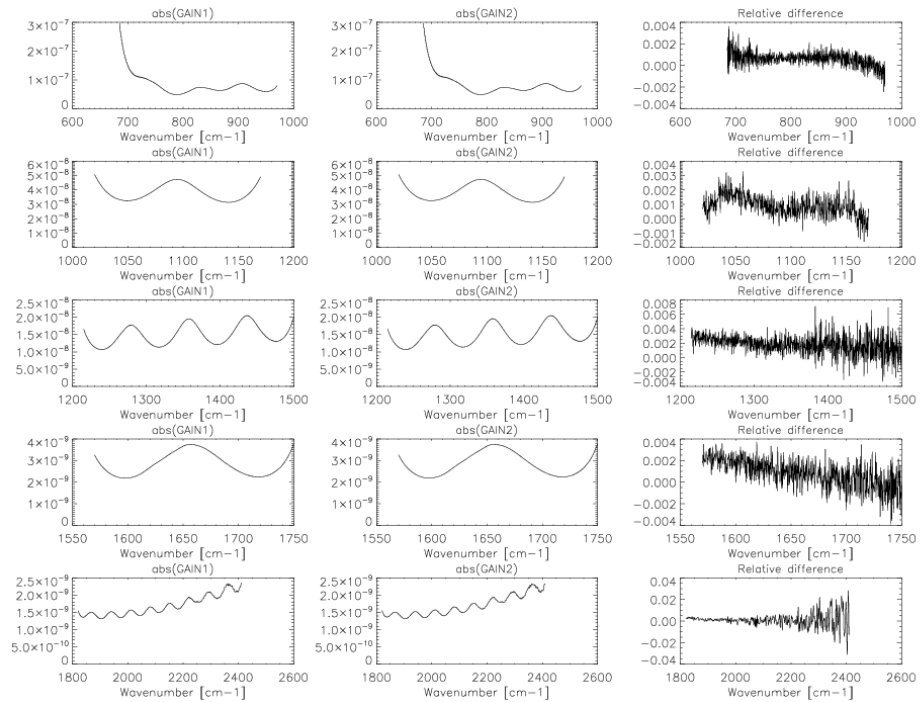 abs(GAIN1) abs(GAIN2) Relative difference
3×10⁻⁷ 3×10⁻⁷ 0.004
2×10⁻⁷ 2×10⁻⁷ 0.002
1×10⁻⁷ 1×10⁻⁷ 0.000
-0.002
0 0 -0.004
600 700 800 900 1000 600 700 800 900 1000 600 700 800 900 1000
Wavenumber [cm-1] Wavenumber [cm-1] Wavenumber [cm-1]
abs(GAIN1) abs(GAIN2) Relative difference
6×10⁻⁸ 6×10⁻⁸ 0.004
5×10⁻⁸ 5×10⁻⁸ 0.003
4×10⁻⁸ 4×10⁻⁸ 0.002
3×10⁻⁸ 3×10⁻⁸ 0.001
2×10⁻⁸ 2×10⁻⁸ 0.000
1×10⁻⁸ 1×10⁻⁸ -0.001
0 0 -0.002
1000 1050 1100 1150 1200 1000 1050 1100 1150 1200 1000 1050 1100 1150 1200
Wavenumber [cm-1] Wavenumber [cm-1] Wavenumber [cm-1]
abs(GAIN1) abs(GAIN2) Relative difference
2.5×10⁻⁸ 2.5×10⁻⁸ 0.008
2.0×10⁻⁸ 2.0×10⁻⁸ 0.006
1.5×10⁻⁸ 1.5×10⁻⁸ 0.004
1.0×10⁻⁸ 1.0×10⁻⁸ 0.002
5.0×10⁻⁹ 5.0×10⁻⁹ 0.000
-0.002
0 0 -0.004
1200 1300 1400 1500 1200 1300 1400 1500 1200 1300 1400 1500
Wavenumber [cm-1] Wavenumber [cm-1] Wavenumber [cm-1]
abs(GAIN1) abs(GAIN2) Relative difference
4×10⁻⁹ 4×10⁻⁹ 0.004
3×10⁻⁹ 3×10⁻⁹ 0.002
2×10⁻⁹ 2×10⁻⁹ 0.000
1×10⁻⁹ 1×10⁻⁹ -0.002
0 0 -0.004
1550 1600 1650 1700 1750 1550 1600 1650 1700 1750 1550 1600 1650 1700 1750
Wavenumber [cm-1] Wavenumber [cm-1] Wavenumber [cm-1]
abs(GAIN1) abs(GAIN2) Relative difference
2.5×10⁻⁹ 2.5×10⁻⁹ 0.04
2.0×10⁻⁹ 2.0×10⁻⁹ 0.02
1.5×10⁻⁹ 1.5×10⁻⁹ 0.00
1.0×10⁻⁹ 1.0×10⁻⁹ -0.02
5.0×10⁻¹⁰ 5.0×10⁻¹⁰
0 0 -0.04
1800 2000 2200 2400 2600 1800 2000 2200 2400 2600 1800 2000 2200 2400 2600
Wavenumber [cm-1] Wavenumber [cm-1] Wavenumber [cm-1]